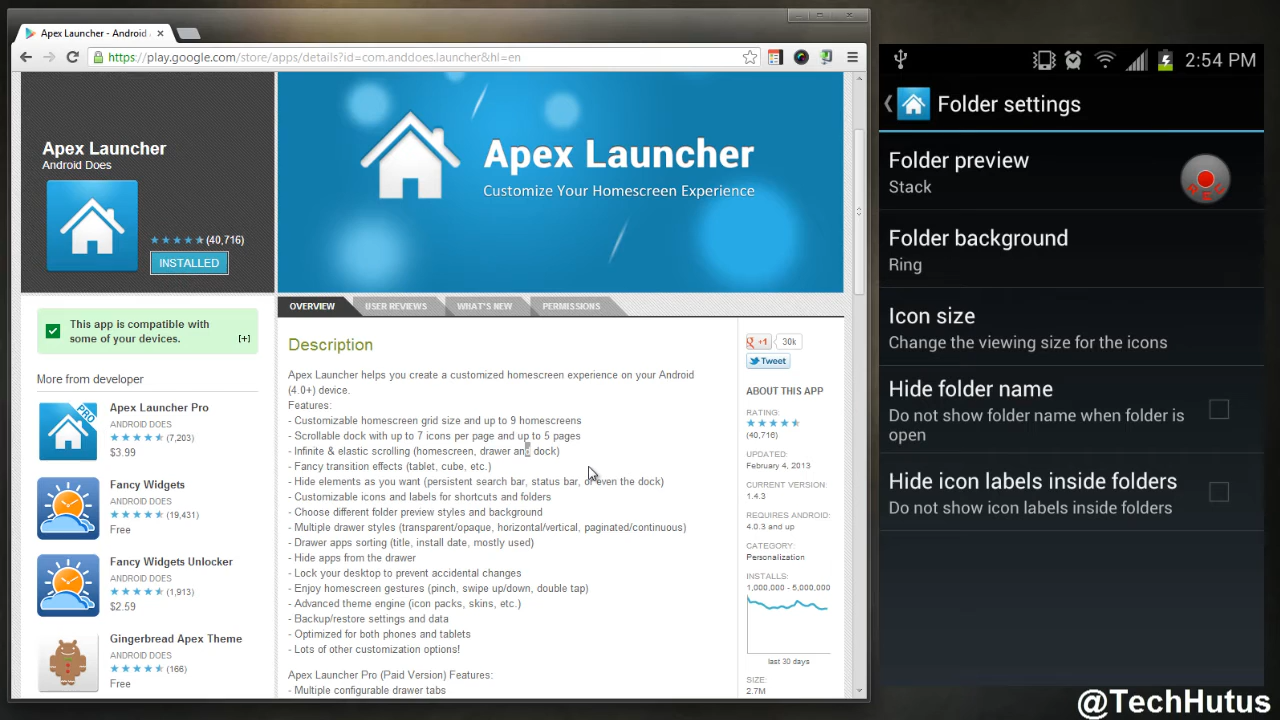 Apex Launcher - Android
https://play.google.com/store/apps/details?id=com.anddoes.launcher&hl=en
Apex Launcher
Android Does
(40,716)
INSTALLED
Apex Launcher
Customize Your Homescreen Experience
This app is compatible with
some of your devices.
[+]
More from developer
Apex Launcher Pro
ANDROID DOES
(7,203)
$3.99
PRO
Fancy Widgets
ANDROID DOES
(19,431)
Free
Fancy Widgets Unlocker
ANDROID DOES
(1,913)
$2.59
Gingerbread Apex Theme
ANDROID DOES
(166)
Free
OVERVIEW
USER REVIEWS
WHAT'S NEW
PERMISSIONS
Description
Apex Launcher helps you create a customized homescreen experience on your Android
(4.0+) device.
Features:
- Customizable homescreen grid size and up to 9 homescreens
- Scrollable dock with up to 7 icons per page and up to 5 pages
- Infinite & elastic scrolling (homescreen, drawer and dock)
- Fancy transition effects (tablet, cube, etc.)
- Hide elements as you want (persistent search bar, status bar, or even the dock)
- Customizable icons and labels for shortcuts and folders
- Choose different folder preview styles and background
- Multiple drawer styles (transparent/opaque, horizontal/vertical, paginated/continuous)
- Drawer apps sorting (title, install date, mostly used)
- Hide apps from the drawer
- Lock your desktop to prevent accidental changes
- Enjoy homescreen gestures (pinch, swipe up/down, double tap)
- Advanced theme engine (icon packs, skins, etc.)
- Backup/restore settings and data
- Optimized for both phones and tablets
- Lots of other customization options!
Apex Launcher Pro (Paid Version) Features:
- Multiple configurable drawer tabs
+1
30k
Tweet
ABOUT THIS APP
RATING:
(40,716)
UPDATED:
February 4, 2013
CURRENT VERSION:
1.4.3
REQUIRES ANDROID:
4.0.3 and up
CATEGORY:
Personalization
INSTALLS:
1,000,000 - 5,000,000
last 30 days
SIZE:
2.7M
2:54 PM
Folder settings
Folder preview
Stack
REC
Folder background
Ring
Icon size
Change the viewing size for the icons
Hide folder name
Do not show folder name when folder is
open
Hide icon labels inside folders
Do not show icon labels inside folders
@TechHutus